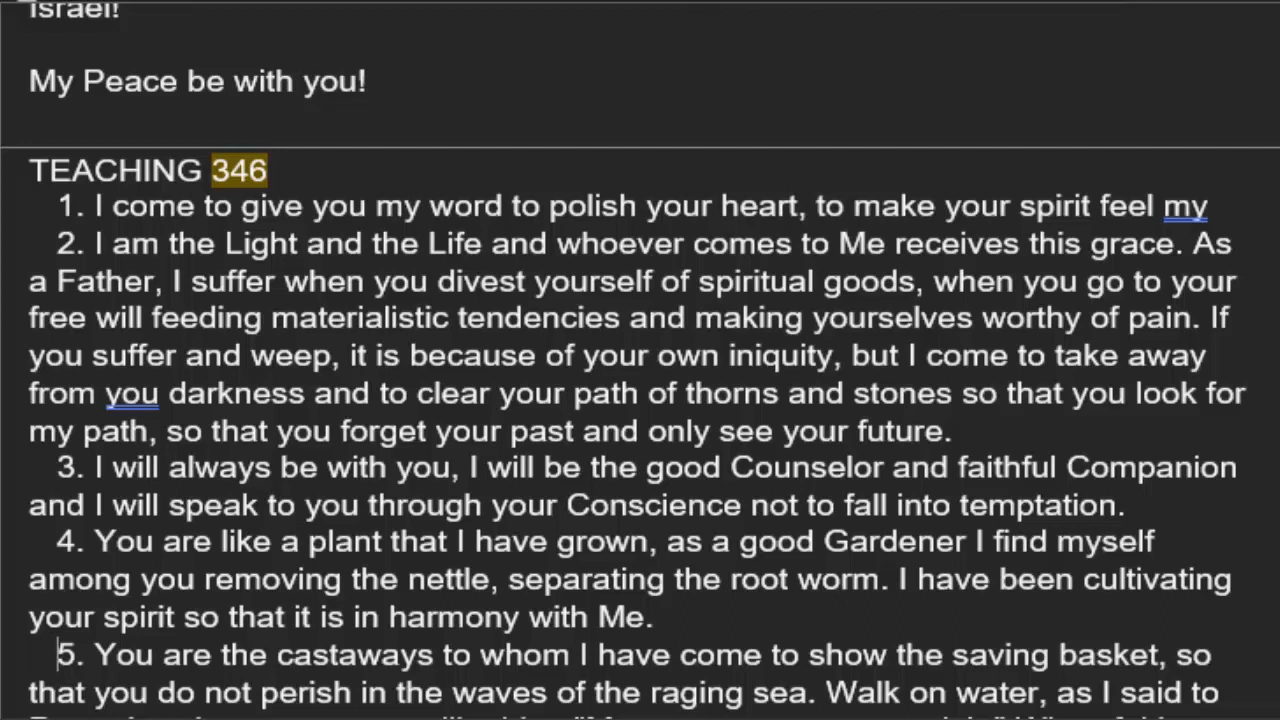 Israel!
My Peace be with you!
TEACHING 346
1. I come to give you my word to polish your heart, to make your spirit feel my
2. I am the Light and the Life and whoever comes to Me receives this grace. As
a Father, I suffer when you divest yourself of spiritual goods, when you go to your
free will feeding materialistic tendencies and making yourselves worthy of pain. If
you suffer and weep, it is because of your own iniquity, but I come to take away
from you darkness and to clear your path of thorns and stones so that you look for
my path, so that you forget your past and only see your future.
3. I will always be with you, I will be the good Counselor and faithful Companion
and I will speak to you through your Conscience not to fall into temptation.
4. You are like a plant that I have grown, as a good Gardener I find myself
among you removing the nettle, separating the root worm. I have been cultivating
your spirit so that it is in harmony with Me.
5. You are the castaways to whom I have come to show the saving basket, so
that you do not perish in the waves of the raging sea. Walk on water, as I said to